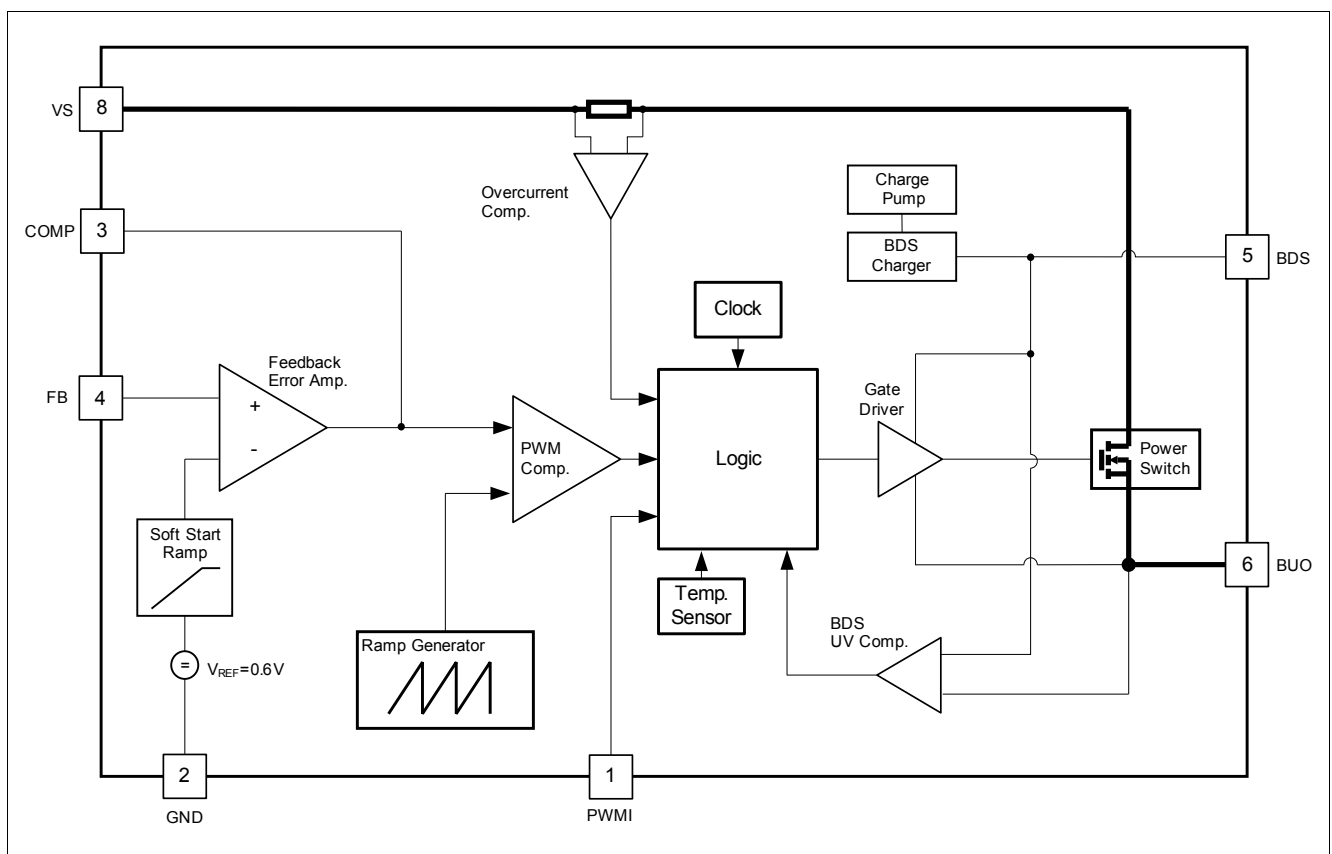 VS
8
Overcurrent
Comp.
Charge
Pump
COMP
3
BDS
Charger
5
BDS
Clock
Feedback
Error Amp.
FB
4
+
-
Gate
Driver
PWM
Comp.
Logic
Power
Switch
Soft Start
Ramp
6
BUO
Temp.
Sensor
BDS
UV Comp.
Ramp Generator
=
VREF=0.6V
2
GND
1
PWMI